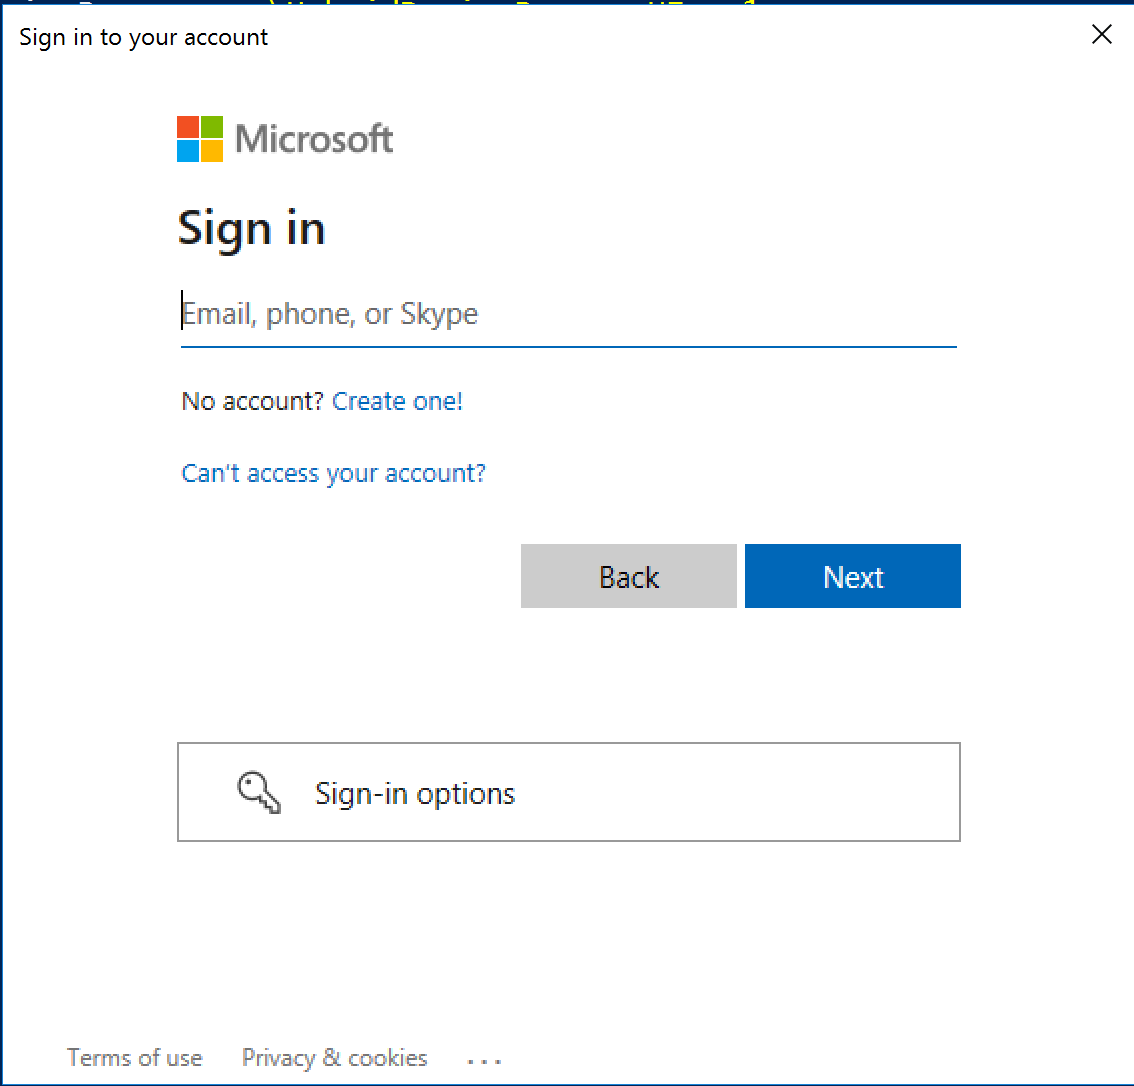 Sign in to your account
Microsoft
Sign in
Email, phone, or Skype
No account? Create one!
Can't access your account?
Back
Next
Sign-in options
Terms of use
Privacy & cookies
...